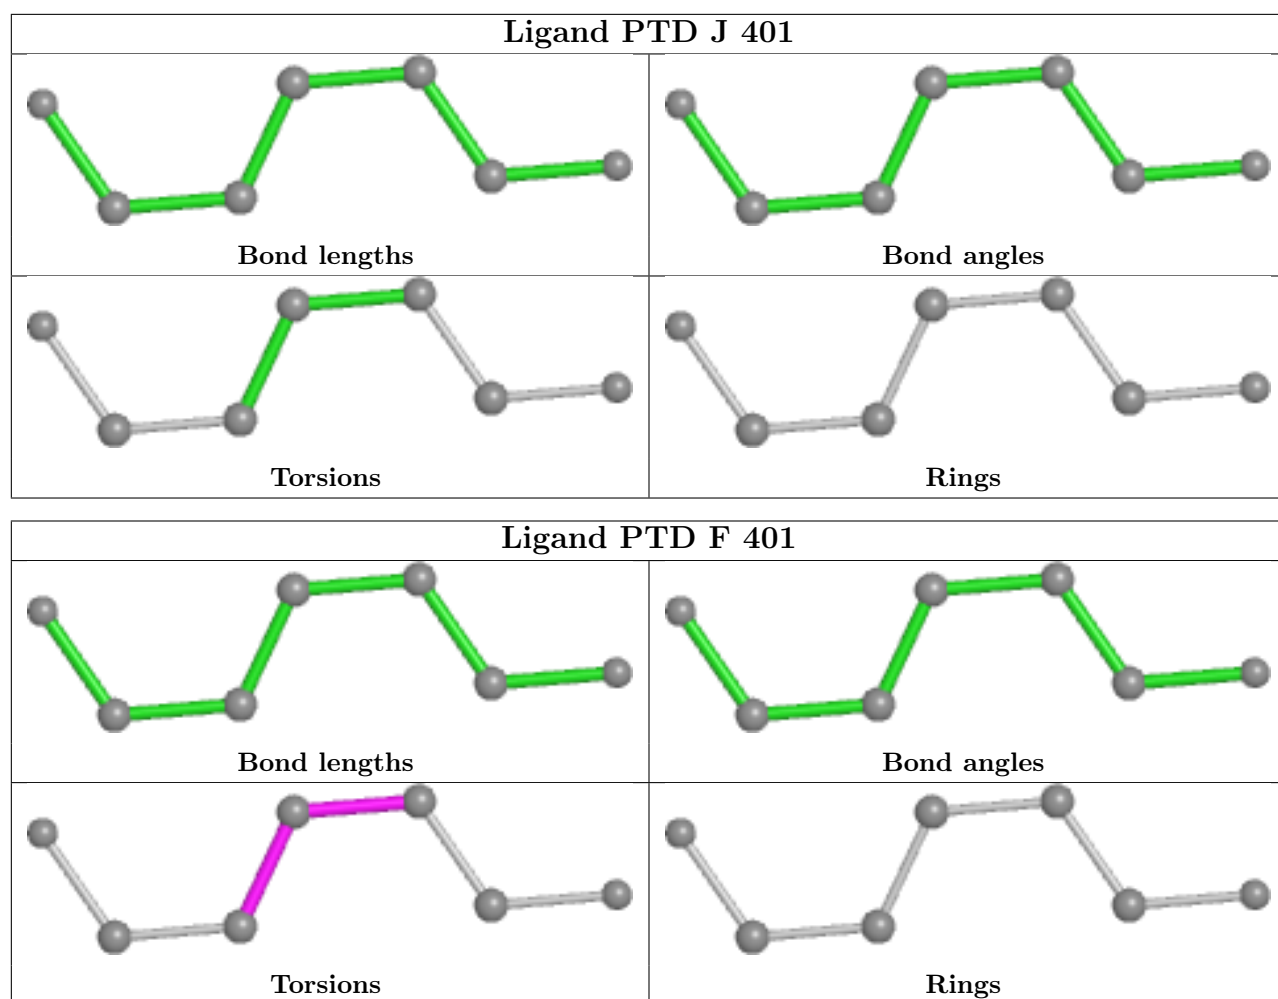 Ligand PTD J 401
Bond lengths
Bond angles
Torsions
Rings
Ligand PTD F 401
Bond lengths
Bond angles
Torsions
Rings